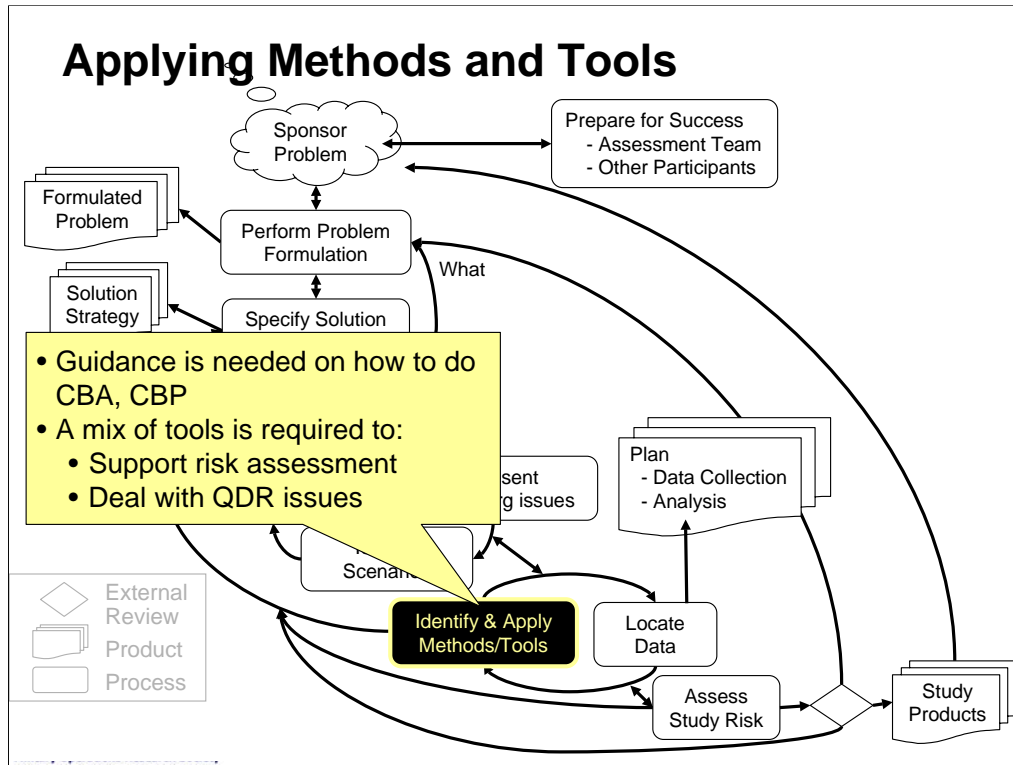 Applying Methods and Tools
Sponsor
Problem
Prepare for Success
- Assessment Team
- Other Participants
Formulated
Problem
Perform Problem
Formulation
What
Solution
Strategy
Specify Solution
• Guidance is needed on how to do
CBA, CBP
• A mix of tools is required to:
• Support risk assessment
• Deal with QDR issues
issues
Plan
- Data Collection
- Analysis
External
Review
Product
Process
Identify & Apply
Methods/Tools
Locate
Data
Assess
Study Risk
Study
Products